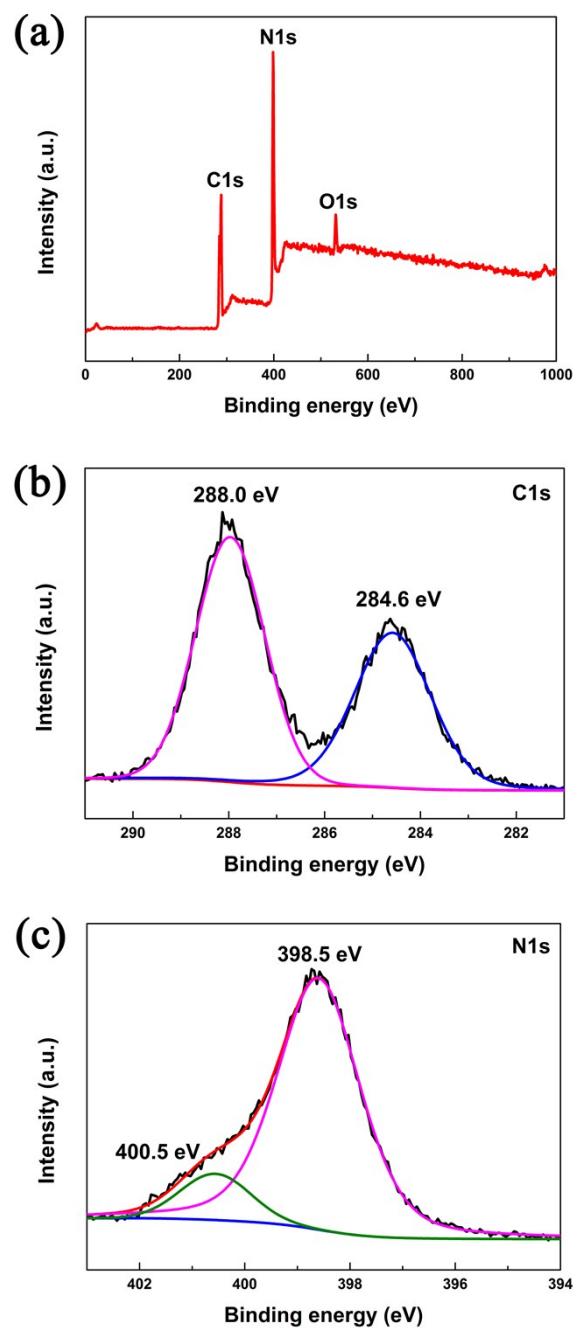 (a)
N1s
C1s
O1s
Intensity (a.u.)
0 200 400 600 800 1000
Binding energy (eV)
(b)
C1s
288.0 eV
284.6 eV
Intensity (a.u.)
290 288 286 284 282
Binding energy (eV)
(c)
N1s
398.5 eV
400.5 eV
Intensity (a.u.)
402 400 398 396 394
Binding energy (eV)